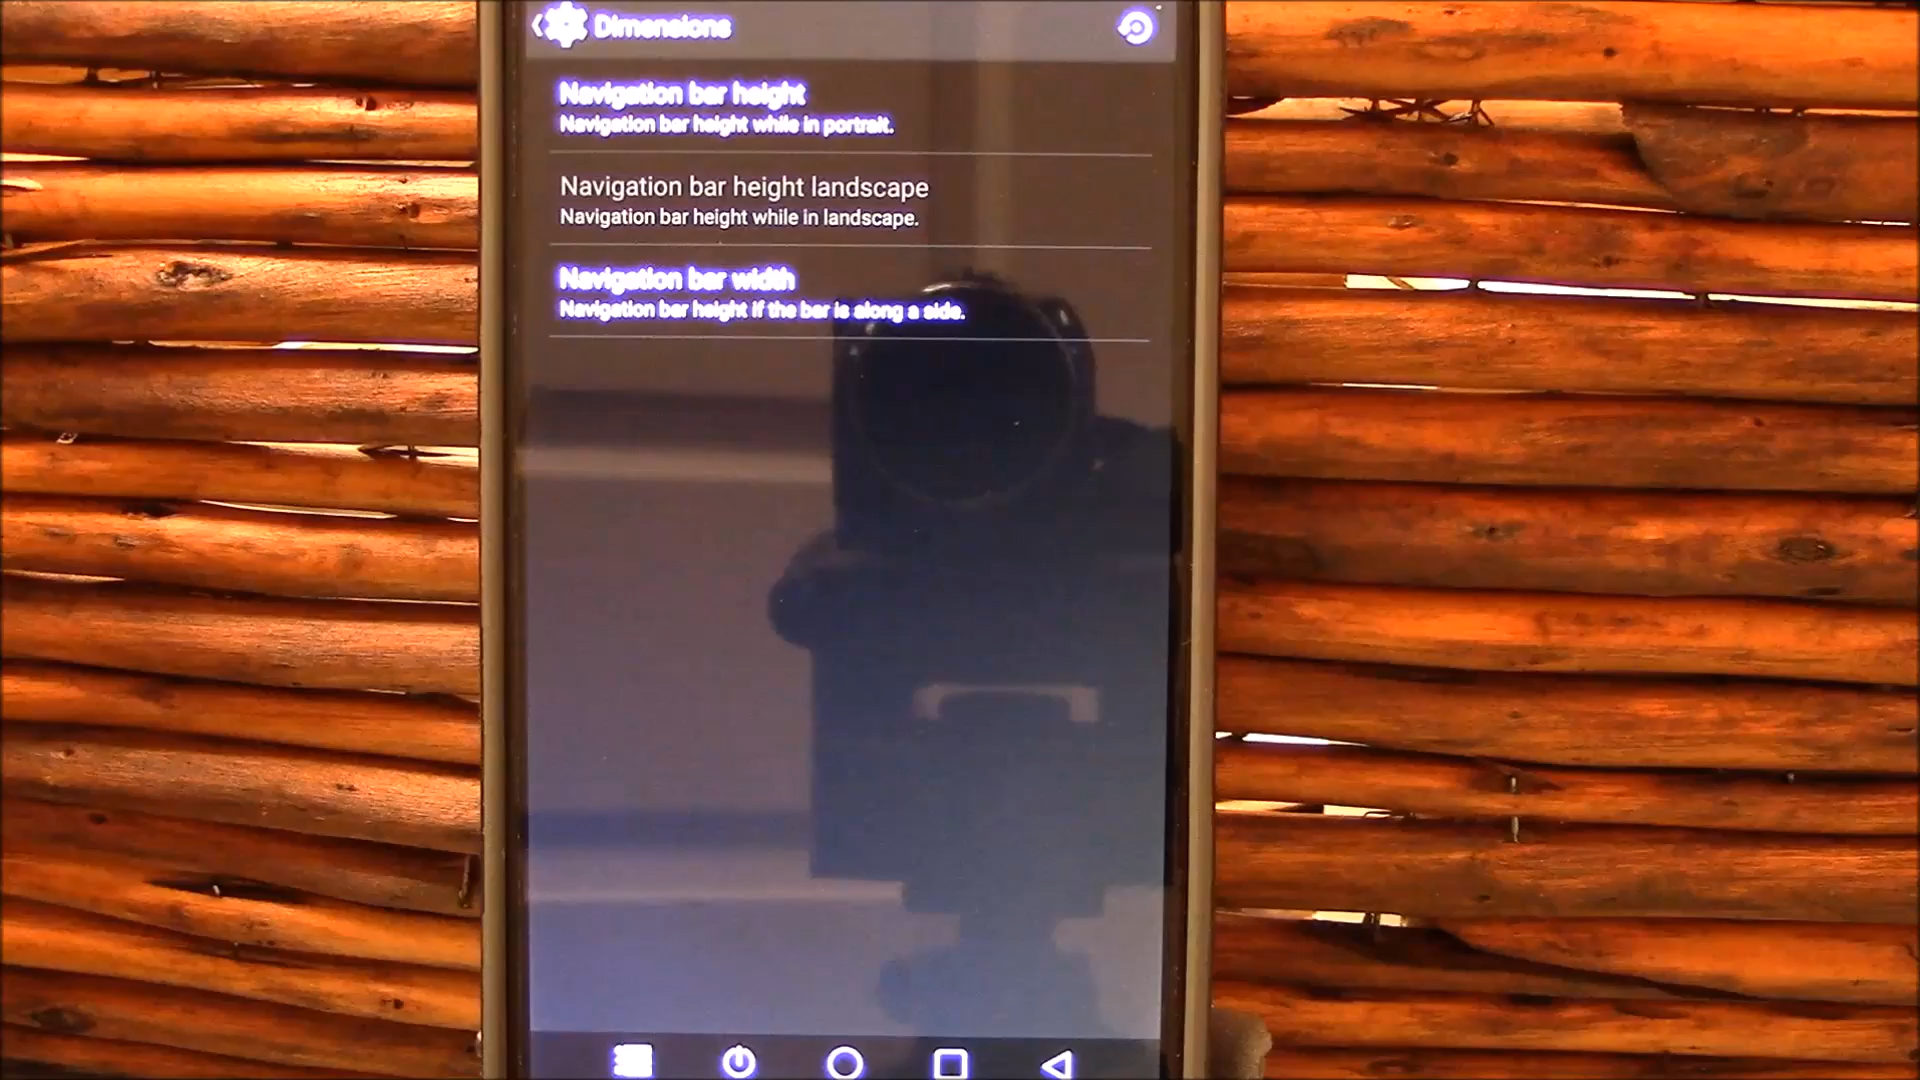 Dimensions
Navigation bar height
Navigation bar height while in portrait.
Navigation bar height landscape
Navigation bar height while in landscape.
Navigation bar width
Navigation bar height if the bar is along a side.